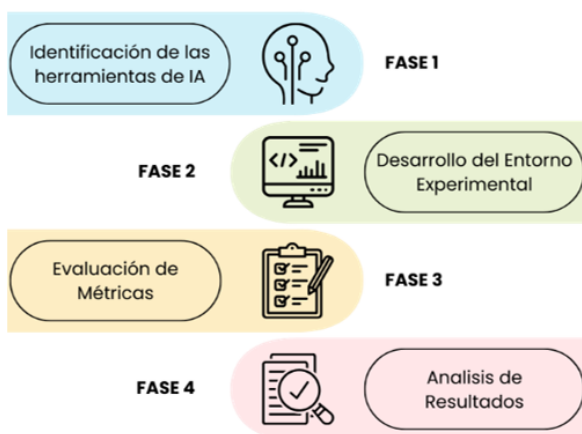 Identificación de las
herramientas de IA
FASE 1
FASE 2
</>
Desarrollo del Entorno
Experimental
Evaluación de
Métricas
FASE 3
FASE 4
Analisis de
Resultados